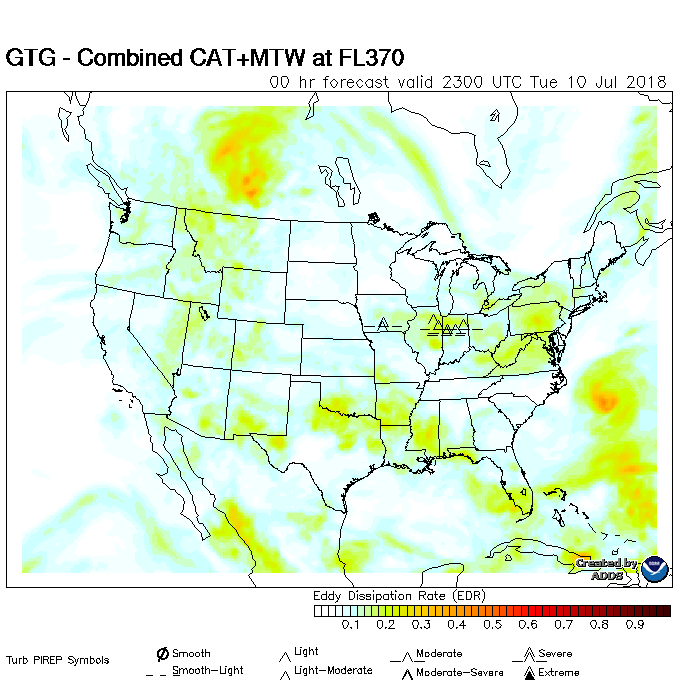 GTG - Combined CAT+MTW at FL370
00 hr forecast valid 2300 UTC Tue 10 Jul 2018
Created by
ADDS
Eddy Dissipation Rate (EDR)
0.1 0.2 0.3 0.4 0.5 0.6 0.7 0.8 0.9
Turb PIREP Symbols
Smooth Light Moderate Severe
Smooth-Light Light-Moderate Moderate-Severe Extreme